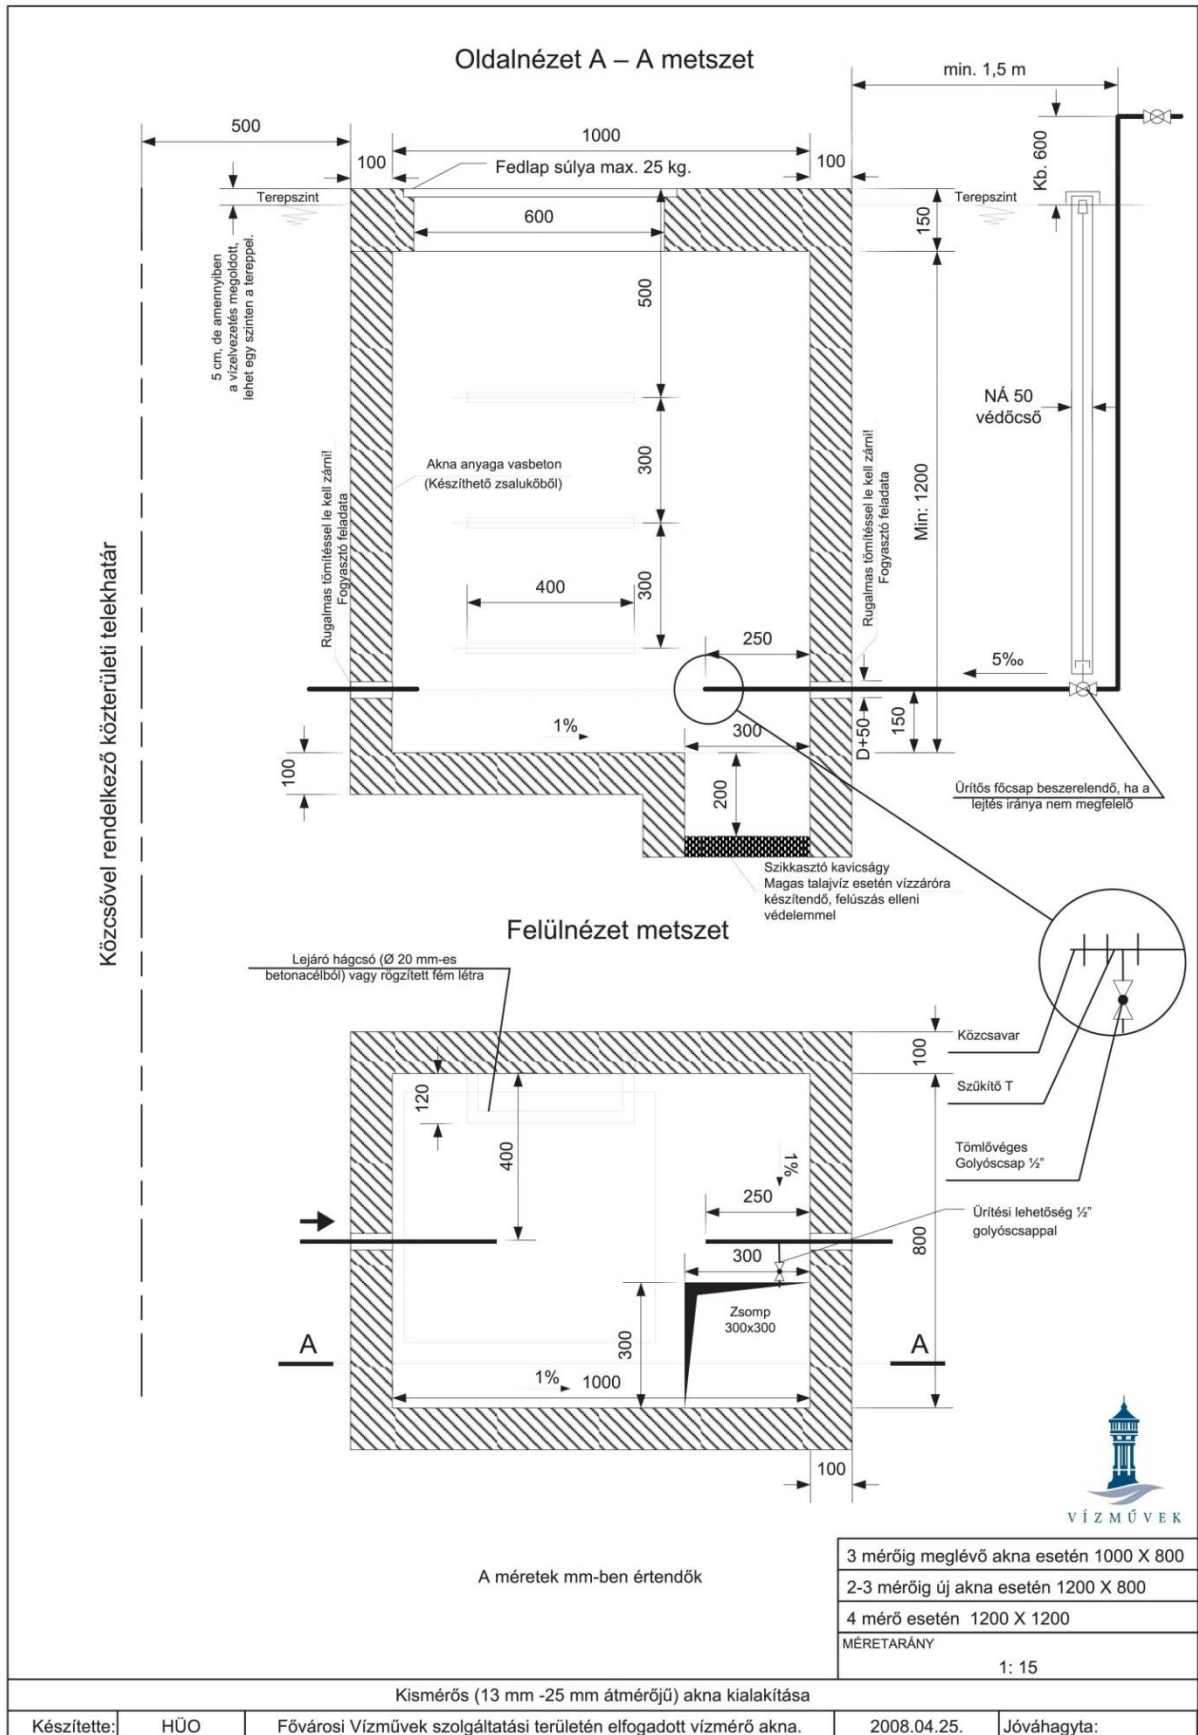 Oldalnézet A – A metszet
min. 1,5 m
500
1000
100
100
Fedlap súlya max. 25 kg.
Kb. 600
Terepszint
Terepszint
600
150
5 cm, de amennyiben
a vízelvezetés megoldott,
lehet egy szinten a tereppel.
500
NÁ 50
védőcső
Akna anyaga vasbeton
(Készíthető zsalukőből)
300
Rugalmas tömítéssel le kell zárni!
Fogyasztó feladata
Rugalmas tömítéssel le kell zárni!
Fogyasztó feladata
Min: 1200
Közcsővel rendelkező közterületi telekhatár
400
300
250
5‰
1%
300
D+50
150
100
200
Ürítős főcsap beszerelendő, ha a
lejtés iránya nem megfelelő
Szikkasztó kavicságy
Magas talajvíz esetén vízzáróra
készítendő, felúszás elleni
védelemmel
Felülnézet metszet
Lejáró hágcsó (Ø 20 mm-es
betonacélból) vagy rögzített fém létra
Közcsavar
100
Szűkítő T
120
400
Tömlővéges
Golyóscsap ½"
1%
250
Ürítési lehetőség ½"
golyóscsappal
800
300
Zsomp
300x300
300
A
A
1%
1000
100
VÍZMŰVEK
A méretek mm-ben értendők
3 mérőig meglévő akna esetén 1000 X 800
2-3 mérőig új akna esetén 1200 X 800
4 mérő esetén 1200 X 1200
MÉRETARÁNY
1: 15
Kismérős (13 mm -25 mm átmérőjű) akna kialakítása
Készítette: HÜO Fővárosi Vízművek szolgáltatási területén elfogadott vízmérő akna. 2008.04.25. Jóváhagyta: